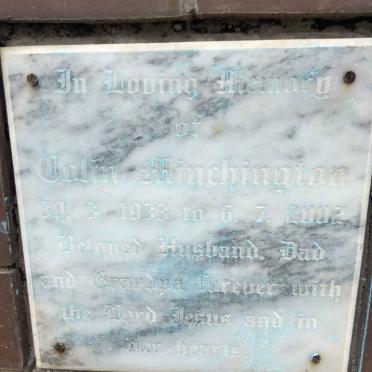 In Loving Memory
of
Colin Minchington
3. 1933 to 6. 7. 2002
Beloved Husband, Dad
and Grandpa forever with
the Lord Jesus and in
our hearts